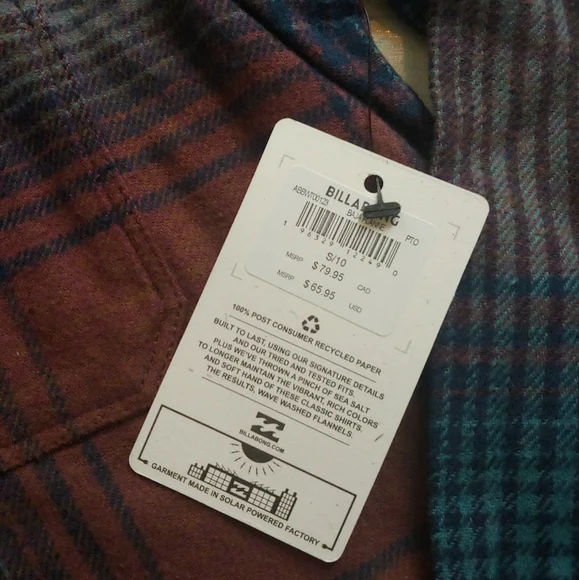 BILLABONG
ABBWT00123
PTO
1 96329 12249 0
S/10
MSRP $79.95 CAD
MSRP $65.95 USD
100% POST CONSUMER RECYCLED PAPER
BUILT TO LAST, USING OUR SIGNATURE DETAILS
AND OUR TRIED AND TESTED FITS.
PLUS WE'VE THROWN A PINCH OF SEA SALT
TO LONGER MAINTAIN THE VIBRANT, RICH COLORS
AND SOFT HAND OF THESE CLASSIC SHIRTS.
THE RESULTS, WAVE WASHED FLANNELS.
BILLABONG.COM
GARMENT MADE IN SOLAR POWERED FACTORY